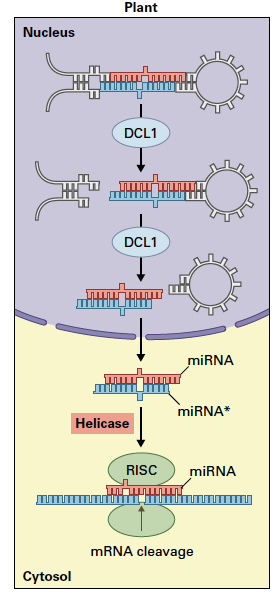 Plant
Nucleus
DCL1
DCL1
miRNA
miRNA*
Helicase
RISC
miRNA
mRNA cleavage
Cytosol